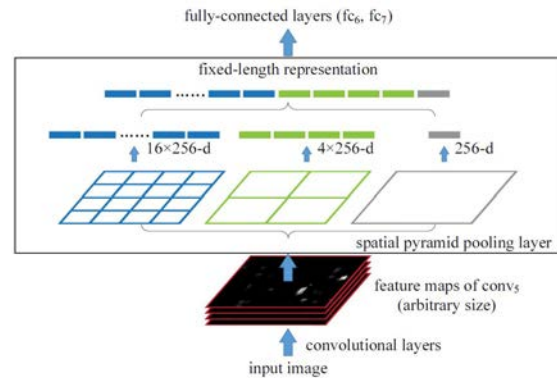 fully-connected layers (fc6, fc7)
fixed-length representation
......
......
16×256-d
4×256-d
256-d
spatial pyramid pooling layer
feature maps of conv5
(arbitrary size)
convolutional layers
input image